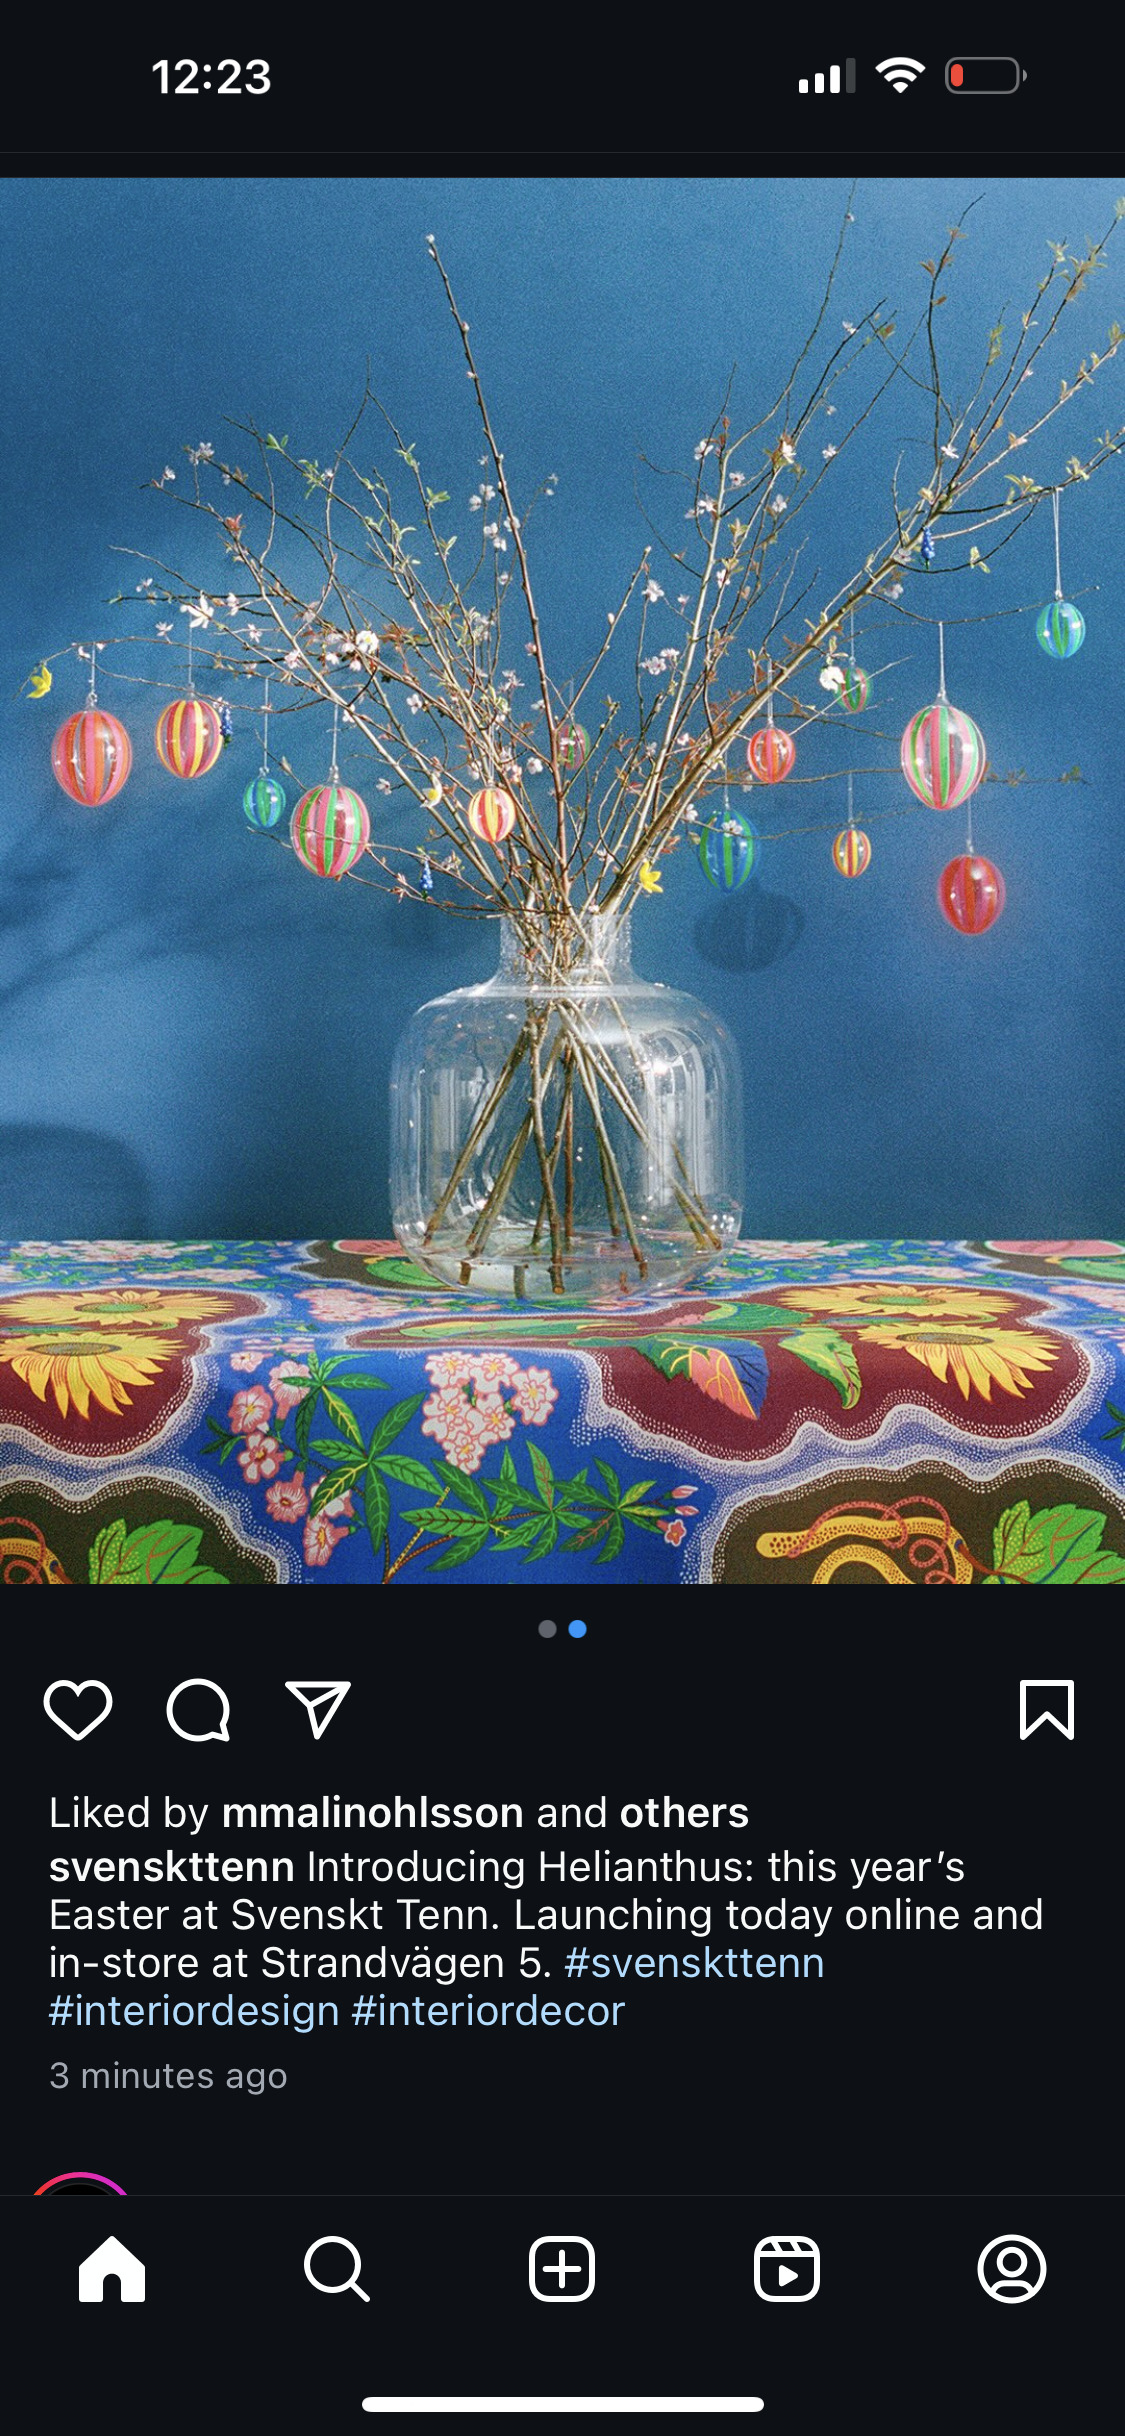 12:23
Liked by mmalinohlsson and others
svenskttenn Introducing Helianthus: this year’s
Easter at Svenskt Tenn. Launching today online and
in-store at Strandvägen 5. #svenskttenn
#interiordesign #interiordecor
3 minutes ago